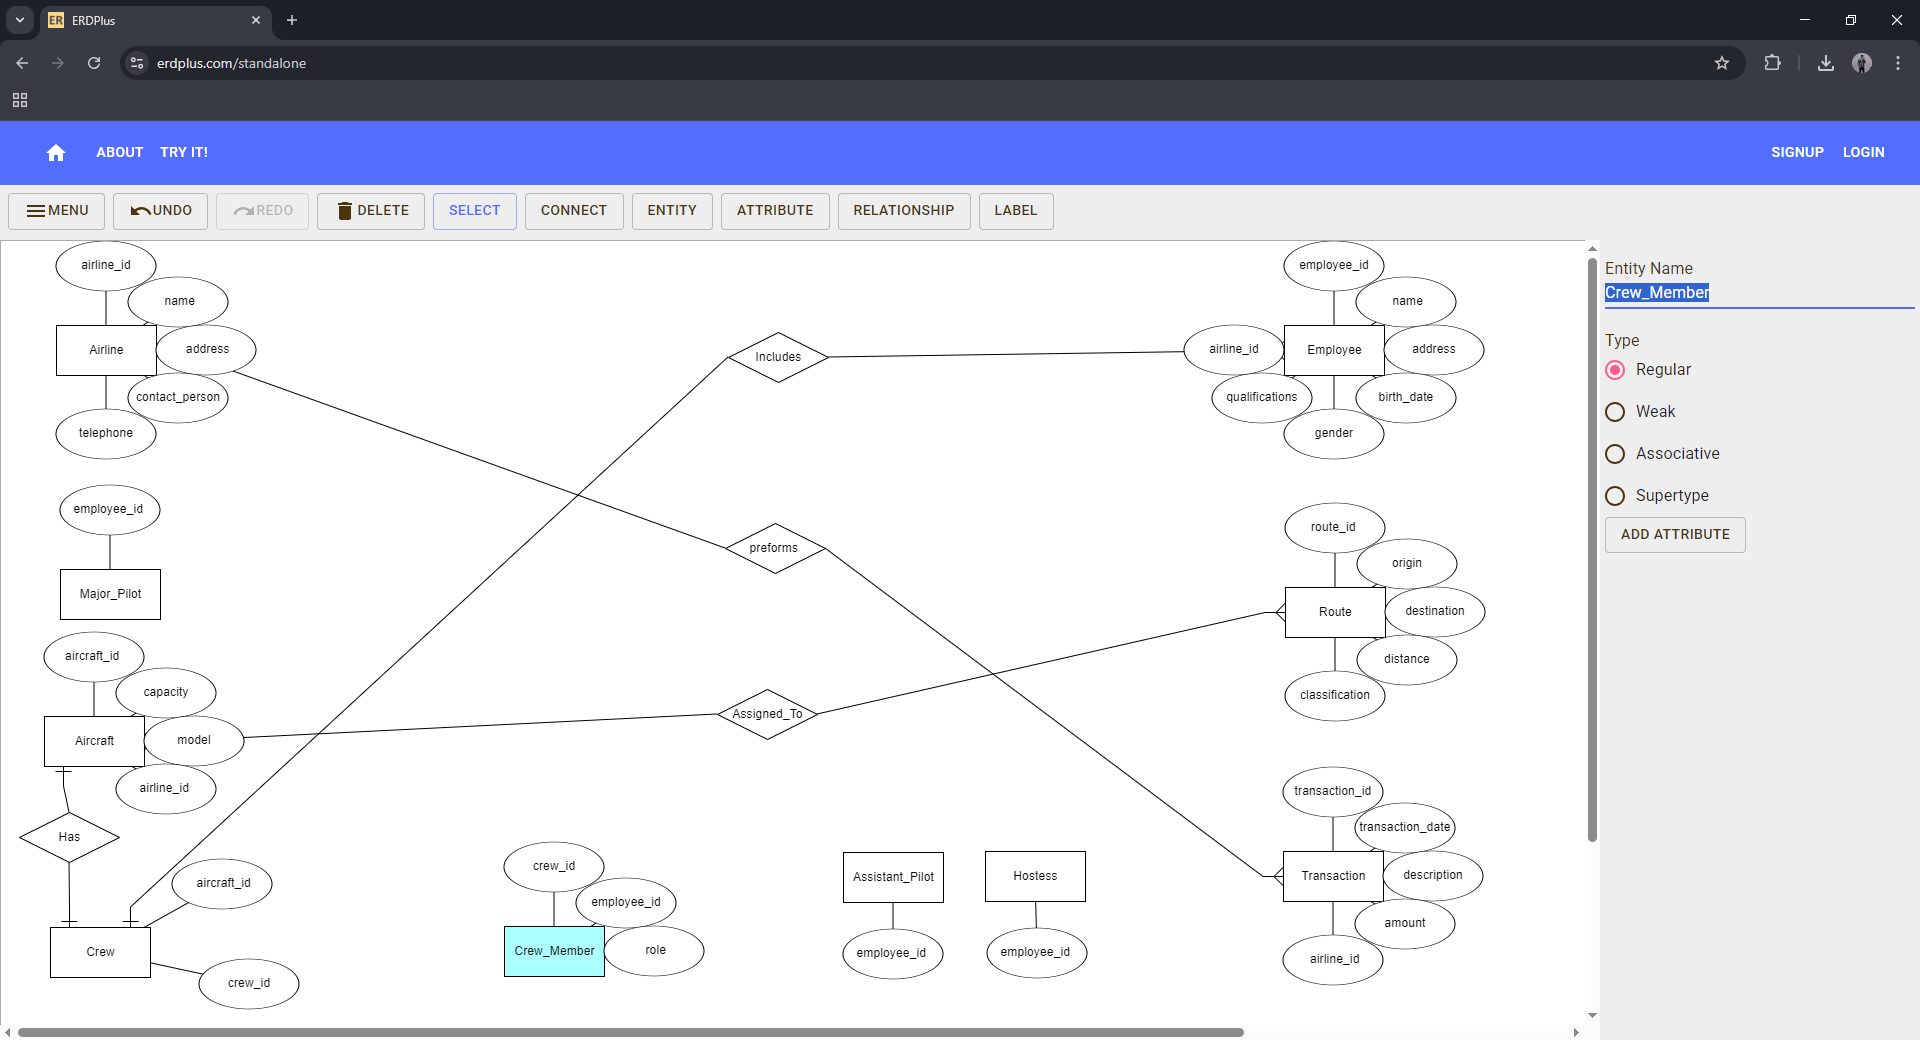 ERDPlus
erdplus.com/standalone
ABOUT TRY IT!
SIGNUP LOGIN
MENU UNDO REDO DELETE SELECT CONNECT ENTITY ATTRIBUTE RELATIONSHIP LABEL
airline_id
name
Airline
address
contact_person
telephone
Includes
employee_id
name
airline_id
Employee
address
qualifications
birth_date
gender
employee_id
Major_Pilot
preforms
route_id
origin
Route
destination
distance
classification
aircraft_id
capacity
Aircraft
model
airline_id
Assigned_To
Has
aircraft_id
Crew
crew_id
crew_id
employee_id
Crew_Member
role
Assistant_Pilot
employee_id
Hostess
employee_id
transaction_id
transaction_date
Transaction
description
amount
airline_id
Entity Name
Crew_Member
Type
Regular
Weak
Associative
Supertype
ADD ATTRIBUTE